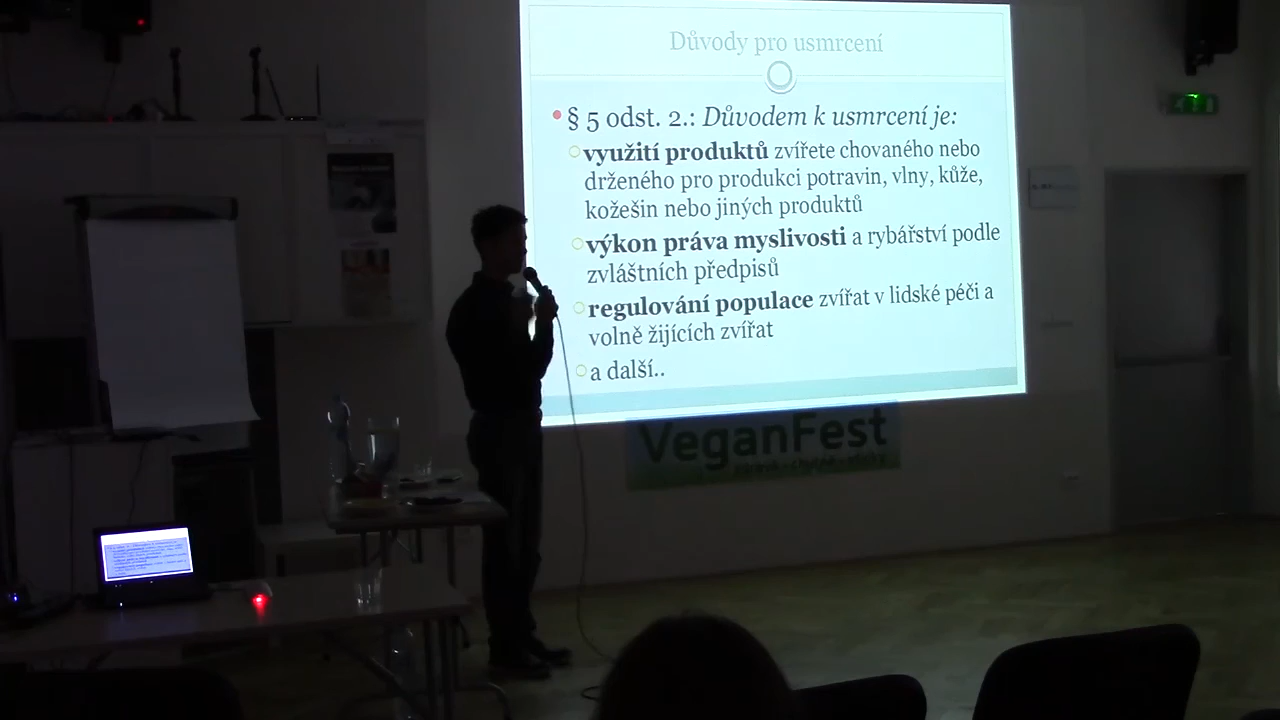 Důvody pro usmrcení
§ 5 odst. 2.: Důvodem k usmrcení je:
využití produktů zvířete chovaného nebo
drženého pro produkci potravin, vlny, kůže,
kožešin nebo jiných produktů
výkon práva myslivosti a rybářství podle
zvláštních předpisů
regulování populace zvířat v lidské péči a
volně žijících zvířat
a další..
VeganFest